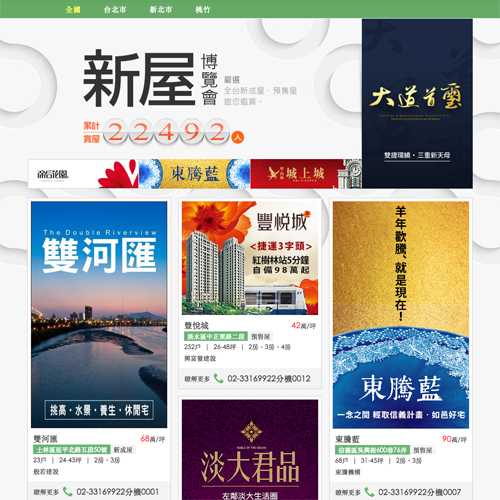 全國
台北市
新北市
桃竹
新屋
博覽會
嚴選
全台新成屋、預售屋
邀您鑑賞。
累計
賞屋
22492人
大道首璽
雙捷環繞・三重新天母
帝后花園
東騰藍
城上城
The Double Riverview
雙河匯
挑高・水景・養生・休閒宅
雙河匯
68萬/坪
士林區延平北路五段50號 新成屋
23戶 | 24-43坪 | 2房、3房
般若建設
瞭解更多 02-33169922分機0001
豐悅城
<捷運3字頭>
紅樹林站5分鐘
自備98萬起
豐悅城
42萬/坪
淡水區中正東路二段 預售屋
252戶 | 26-48坪 | 2房、3房、4房
興富發建設
瞭解更多 02-33169922分機0012
淡大君品
左鄰淡大生活圈
羊年歡騰、就是現在！
東騰藍
一念之間 輕取信義計畫．如邑好宅
東騰藍
90萬/坪
信義區吳興街600巷76弄 預售屋
68戶 | 31-45坪 | 2房、3房
東騰機構
瞭解更多 02-33169922分機0007